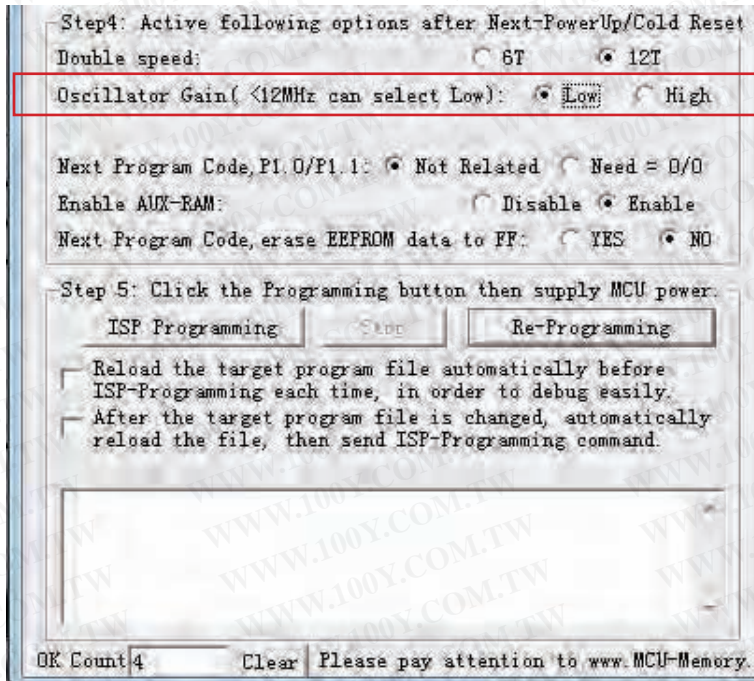 Step4: Active following options after Next-PowerUp/Cold Reset
Double speed: 6T 12T
Oscillator Gain( <12MHz can select Low): Low High
Next Program Code, P1.0/P1.1: Not Related Need = 0/0
Enable AUX-RAM: Disable Enable
Next Program Code, erase EEPROM data to FF: YES NO
Step 5: Click the Programming button then supply MCU power.
ISP Programming Stop Re-Programming
Reload the target program file automatically before
ISP-Programming each time, in order to debug easily.
After the target program file is changed, automatically
reload the file, then send ISP-Programming command.
WWW.100Y.COM.TW
OK Count 4 Clear Please pay attention to www.MCU-Memory.